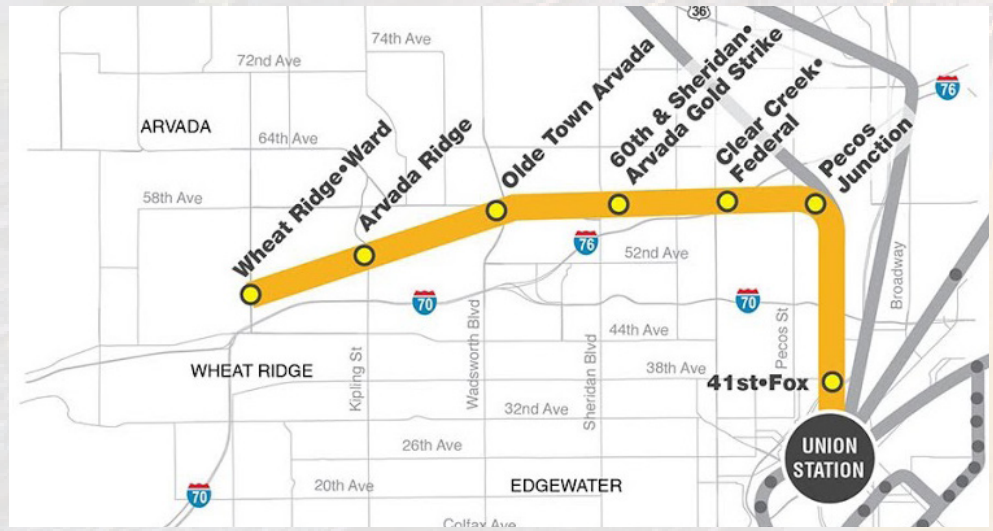 36
74th Ave
72nd Ave
76
ARVADA
64th Ave
58th Ave
Wheat Ridge•Ward
Arvada Ridge
Olde Town Arvada
60th & Sheridan•
Arvada Gold Strike
Clear Creek•
Federal
Pecos
Junction
76
52nd Ave
70
70
Broadway
44th Ave
Kipling St
Wadsworth Blvd
Sheridan Blvd
Pecos St
WHEAT RIDGE
38th Ave
41st•Fox
32nd Ave
26th Ave
UNION
STATION
20th Ave
EDGEWATER
70
Colfax Ave